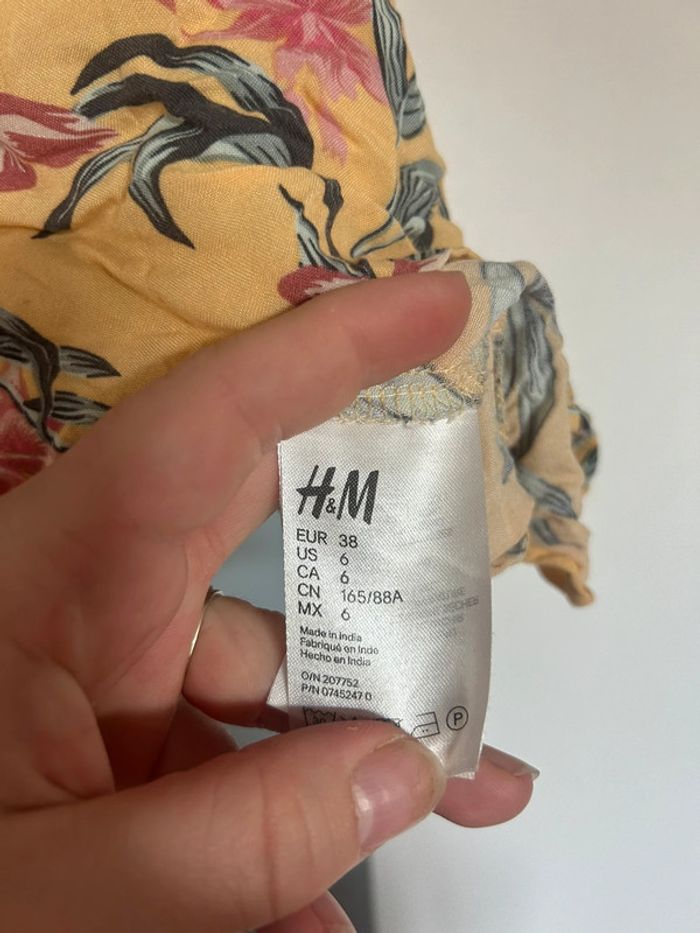 H&M
EUR 38
US 6
CA 6
CN 165/88A
MX 6
Made in India
Fabriqué en Inde
Hecho en India
O/N 207752
P/N 0745247 0
P